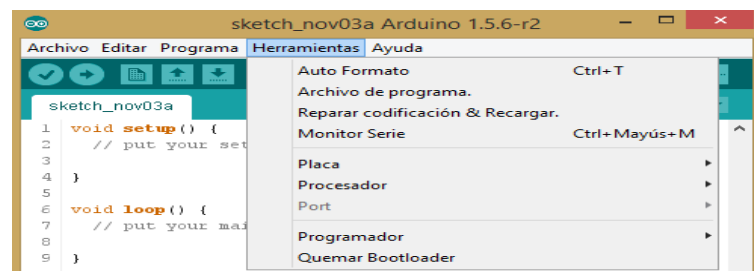 sketch_nov03a Arduino 1.5.6-r2
Archivo Editar Programa Herramientas Ayuda
Auto Formato Ctrl+T
Archivo de programa.
Reparar codificación & Recargar.
Monitor Serie Ctrl+Mayús+M
Placa
Procesador
Port
Programador
Quemar Bootloader
sketch_nov03a
1 void setup() {
2 // put your set
3
4 }
5
6 void loop() {
7 // put your mai
8
9 }